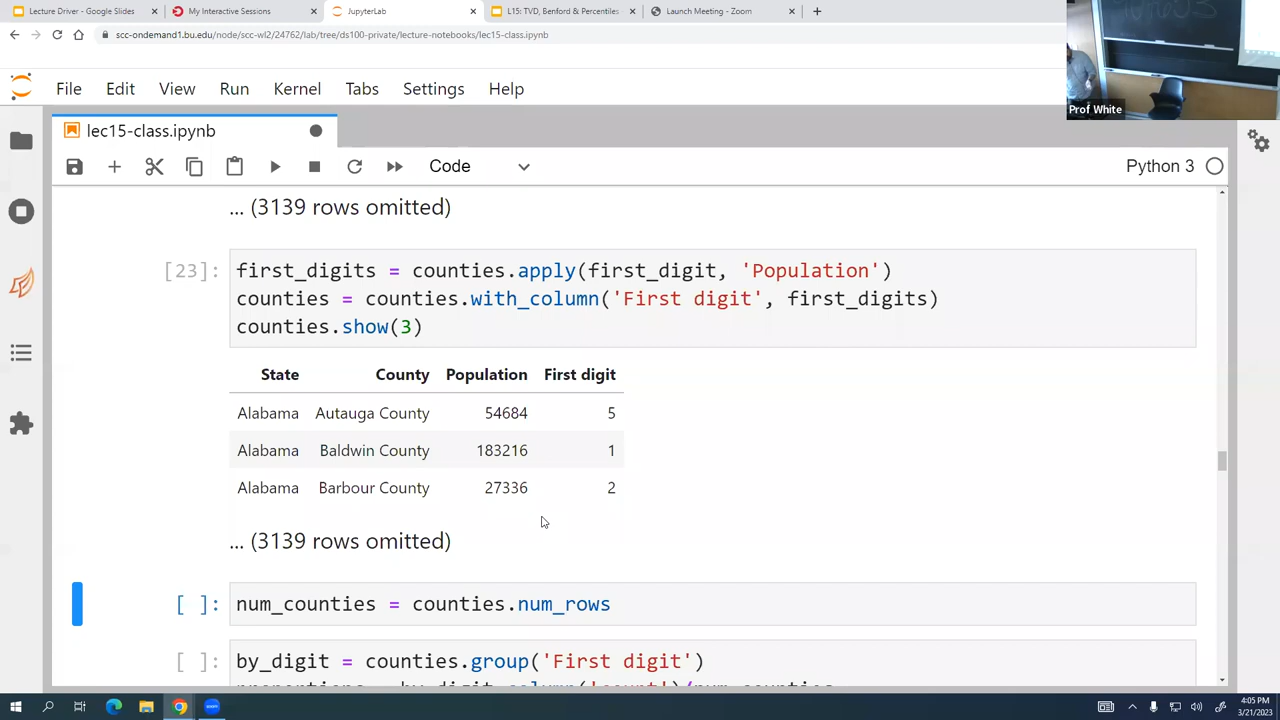 Lecture Driver - Google Slides
My Interactive Sessions
JupyterLab
L15: TVD, Benford & Percentiles
Launch Meeting - Zoom
scc-ondemand1.bu.edu/node/scc-wl2/24762/lab/tree/ds100-private/lecture-notebooks/lec15-class.ipynb
Prof White
File Edit View Run Kernel Tabs Settings Help
lec15-class.ipynb
Code
Python 3
... (3139 rows omitted)
[23]: first_digits = counties.apply(first_digit, 'Population')
counties = counties.with_column('First digit', first_digits)
counties.show(3)
State County Population First digit
Alabama Autauga County 54684 5
Alabama Baldwin County 183216 1
Alabama Barbour County 27336 2
... (3139 rows omitted)
[ ]: num_counties = counties.num_rows
[ ]: by_digit = counties.group('First digit')
proportions = by_digit.column('count')/num_counties
4:05 PM
3/21/2023